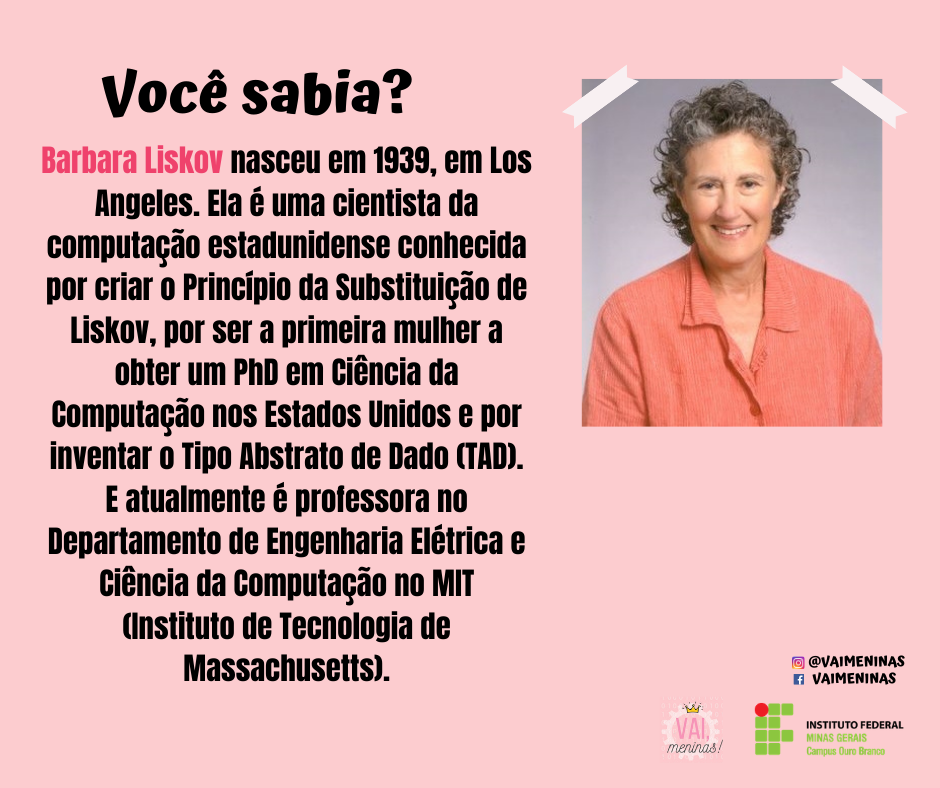 Você sabia?
Barbara Liskov nasceu em 1939, em Los
Angeles. Ela é uma cientista da
computação estadunidense conhecida
por criar o Princípio da Substituição de
Liskov, por ser a primeira mulher a
obter um PhD em Ciência da
Computação nos Estados Unidos e por
inventar o Tipo Abstrato de Dado (TAD).
E atualmente é professora no
Departamento de Engenharia Elétrica e
Ciência da Computação no MIT
(Instituto de Tecnologia de
Massachusetts).
@VAIMENINAS
VAIMENINAS
VAI,
meninas!
INSTITUTO FEDERAL
MINAS GERAIS
Campus Ouro Branco